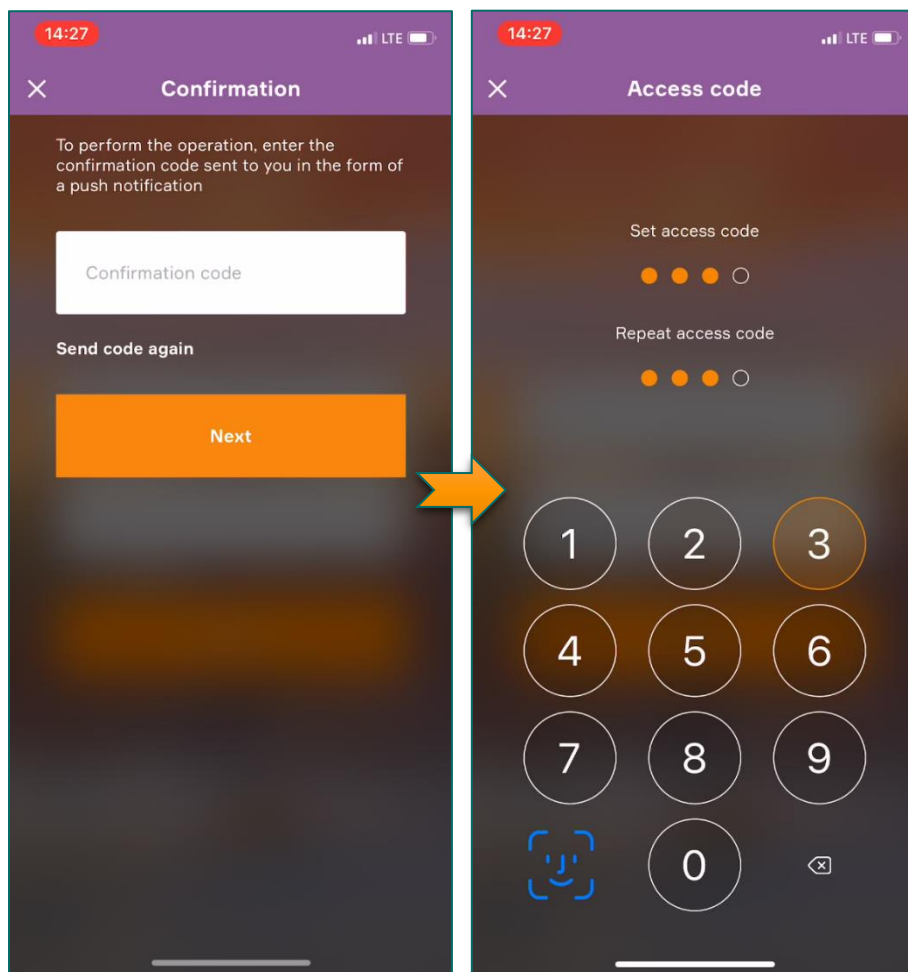 14:27
LTE
Confirmation
To perform the operation, enter the
confirmation code sent to you in the form of
a push notification
Confirmation code
Send code again
Next
14:27
LTE
Access code
Set access code
Repeat access code
1 2 3
4 5 6
7 8 9
0